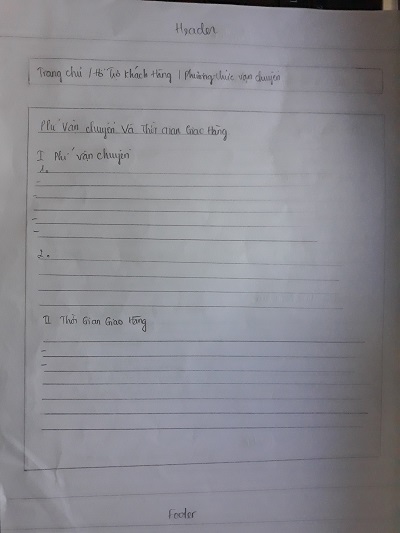 Header
Trang chủ / Hỗ Trợ Khách Hàng / Phương thức vận chuyển
Phí Vận chuyển Và Thời Gian Giao Hàng
I Phí vận chuyển
1.
2.
II Thời Gian Giao Hàng
Footer